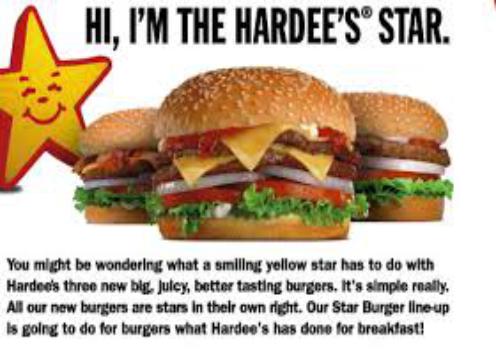 HI, I'M THE HARDEE'S® STAR.
You might be wondering what a smiling yellow star has to do with
Hardee's three new big, juicy, better tasting burgers. It's simple really.
All our new burgers are stars in their own right. Our Star Burger line-up
is going to do for burgers what Hardee's has done for breakfast!